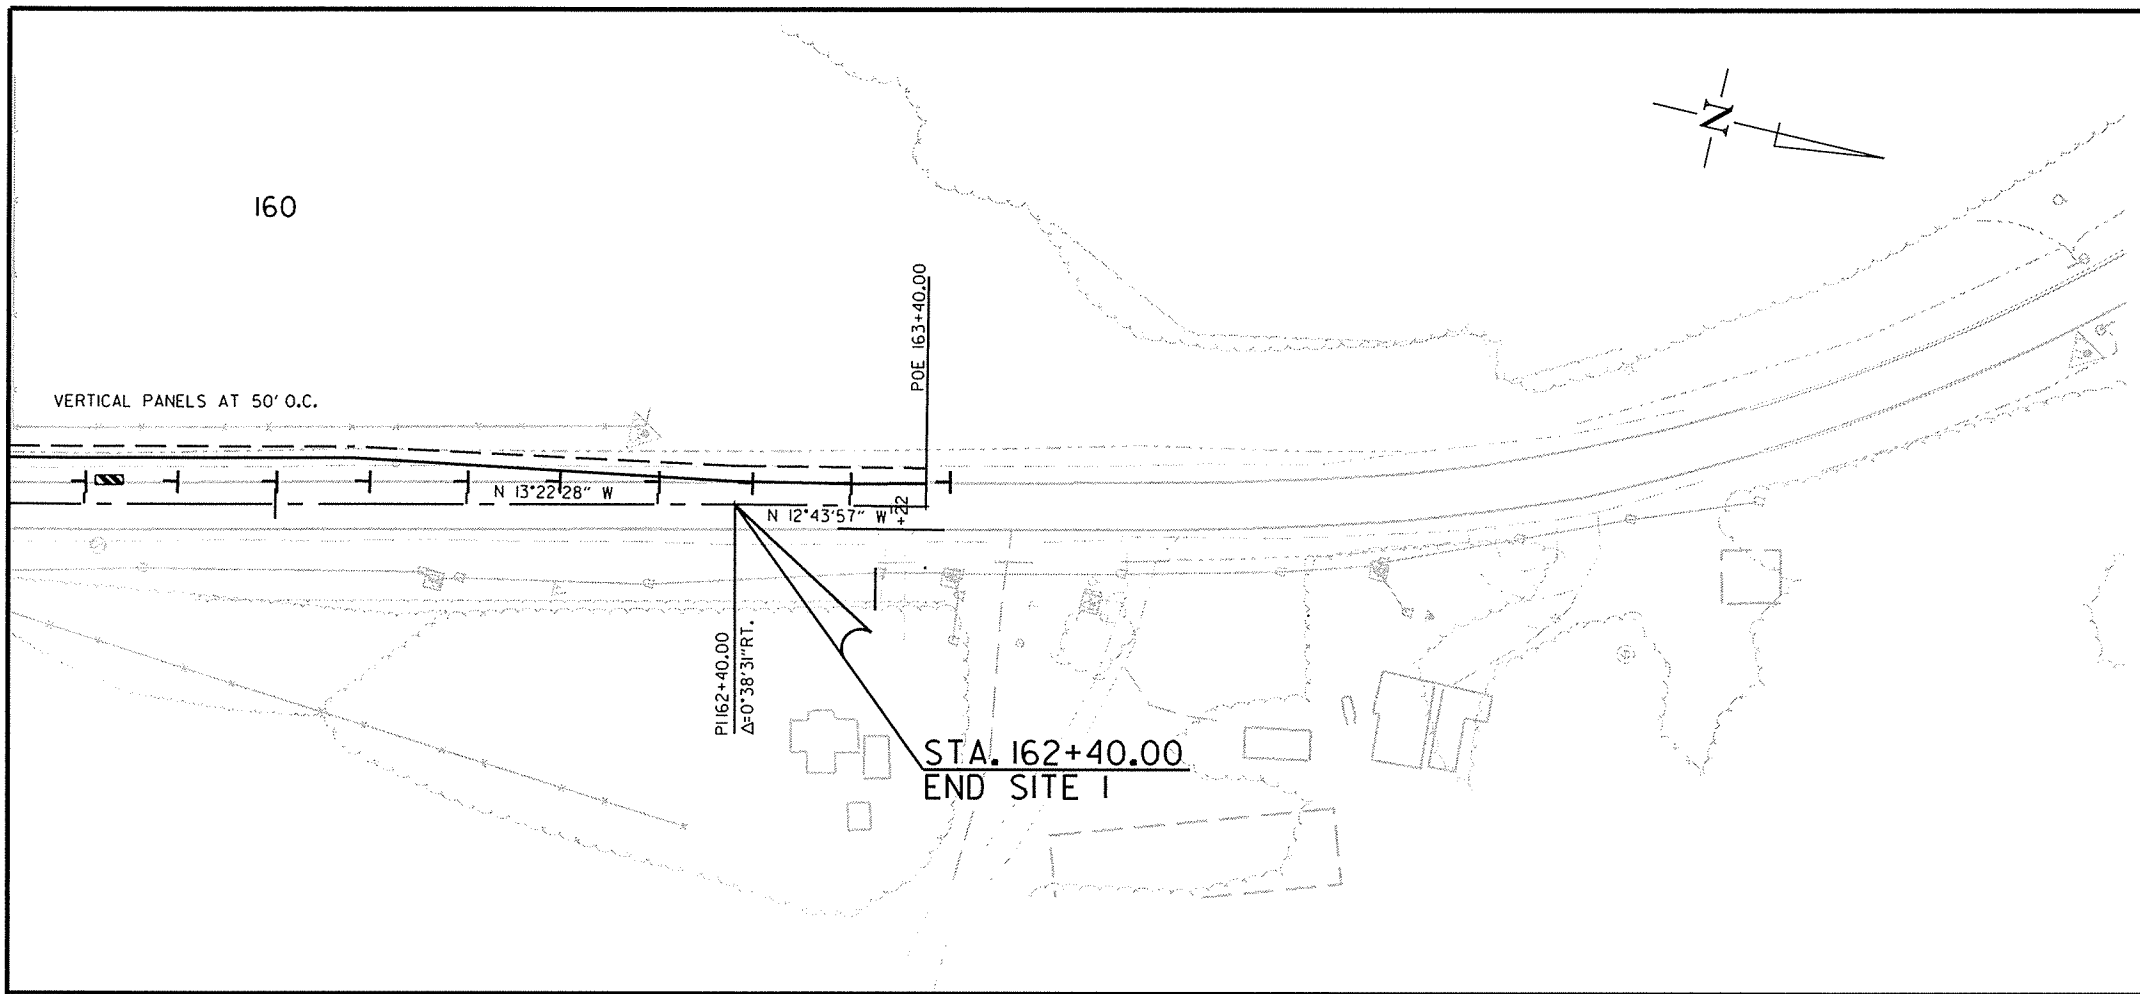 N
160
POE 163+40.00
VERTICAL PANELS AT 50' O.C.
N 13°22'28" W
N 12°43'57" W
PI 162+40.00
Δ=0°38'31"RT.
STA. 162+40.00
END SITE 1